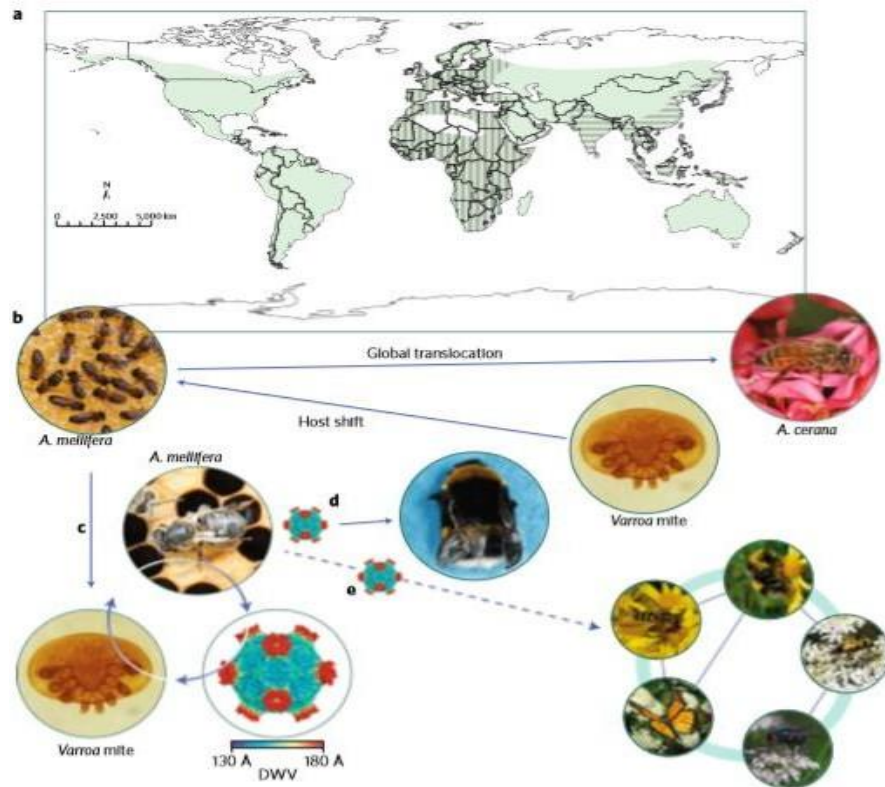 a
N
0 2,500 5,000 km
b
Global translocation
Host shift
A. mellifera
A. cerana
A. mellifera
Varroa mite
c
d
e
Varroa mite
130 Å 180 Å
DWV